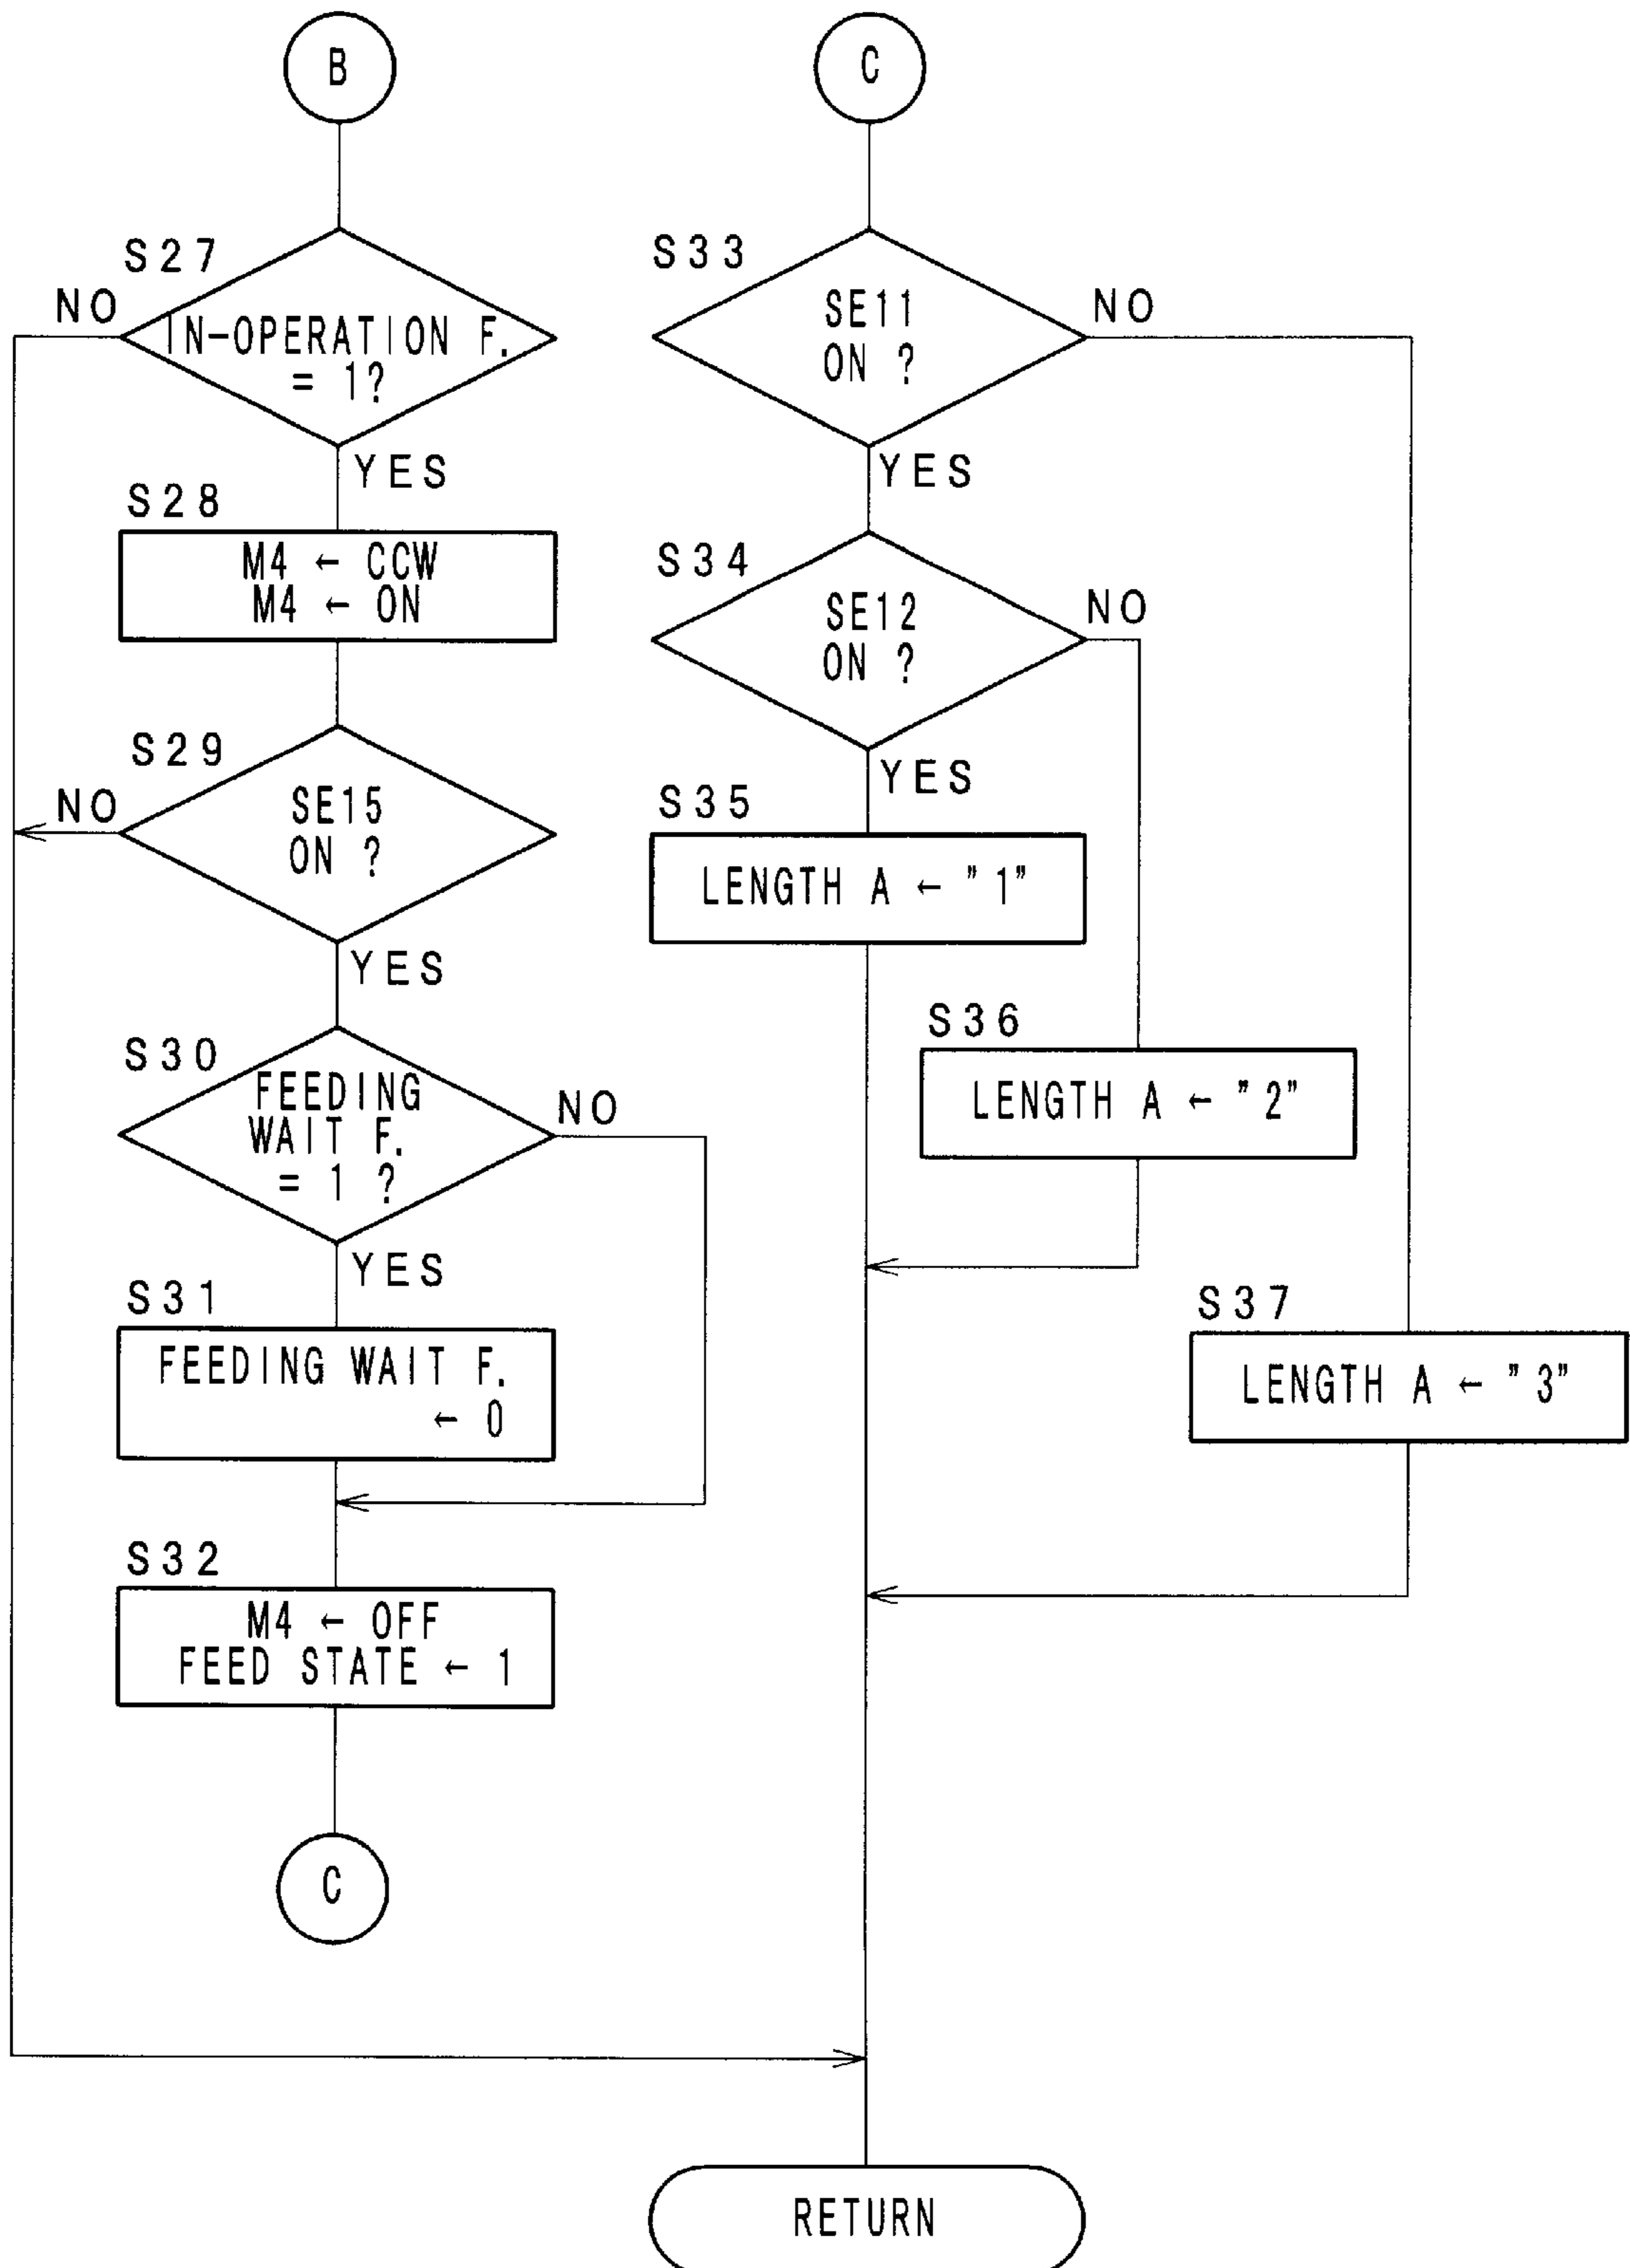 B
S27
NO
IN-OPERATION F.
= 1?
YES
S28
M4 ← CCW
M4 ← ON
S29
NO
SE15
ON ?
YES
S30
FEEDING
WAIT F.
= 1 ?
NO
YES
S31
FEEDING WAIT F.
← 0
S32
M4 ← OFF
FEED STATE ← 1
C
C
S33
SE11
ON ?
NO
YES
S34
SE12
ON ?
NO
YES
S35
LENGTH A ← "1"
S36
LENGTH A ← "2"
S37
LENGTH A ← "3"
RETURN